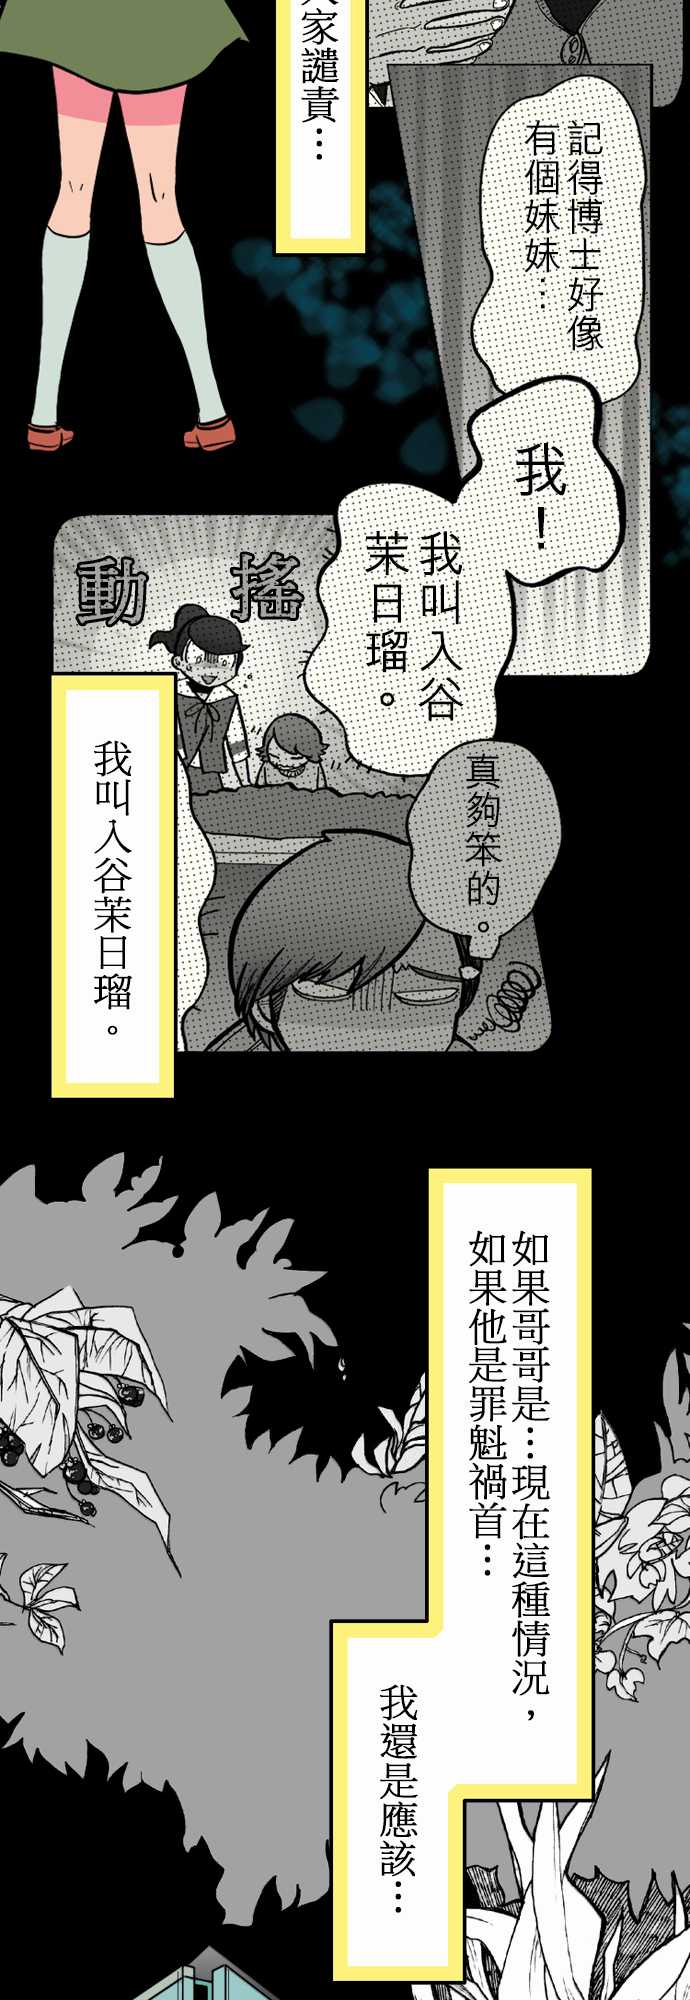 家譴責…
記得博士好像
有個妹妹…
我！
我叫入谷
茉日瑠。
動搖
真夠笨的。
我叫入谷茉日瑠。
如果哥哥是…現在這種情況，
如果他是罪魁禍首…
我還是應該…